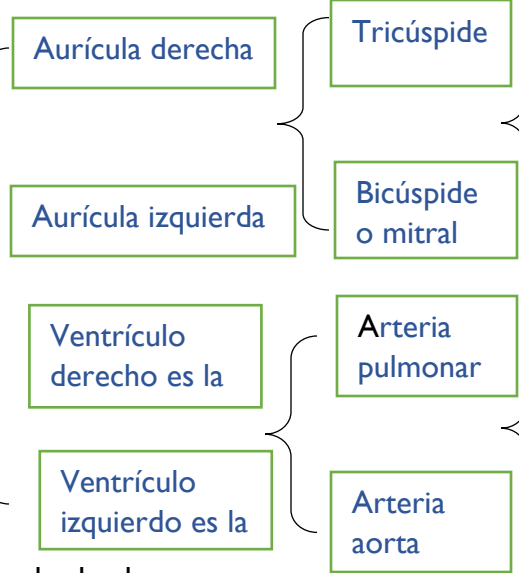 Aurícula derecha
Tricúspide
Aurícula izquierda
Bicúspide
o mitral
Ventrículo
derecho es la
Arteria
pulmonar
Ventrículo
izquierdo es la
Arteria
aorta